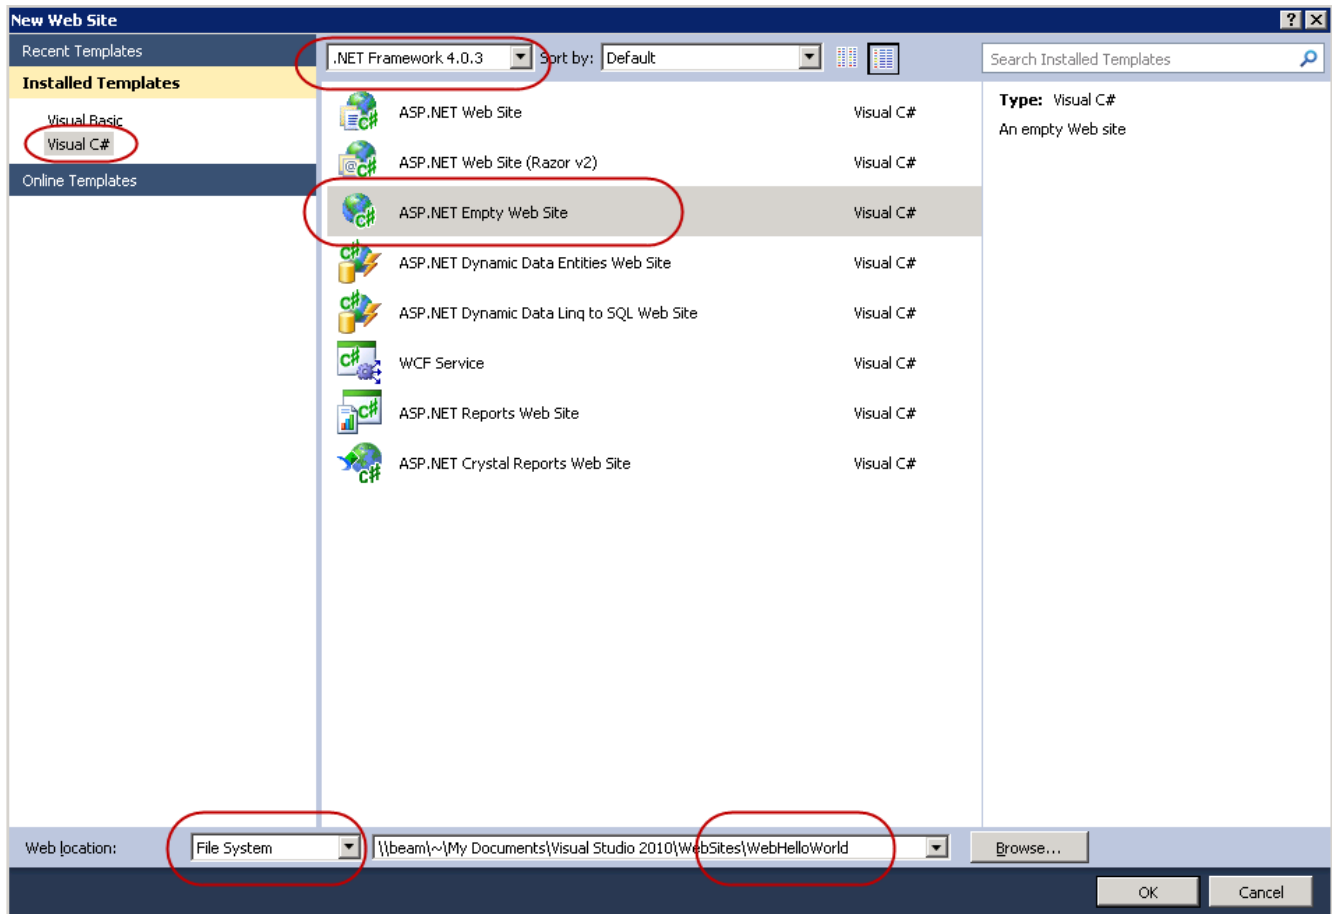 New Web Site
Recent Templates
Installed Templates
Visual Basic
Visual C#
Online Templates
.NET Framework 4.0.3 Sort by: Default
Search Installed Templates
ASP.NET Web Site Visual C#
ASP.NET Web Site (Razor v2) Visual C#
ASP.NET Empty Web Site Visual C#
ASP.NET Dynamic Data Entities Web Site Visual C#
ASP.NET Dynamic Data Linq to SQL Web Site Visual C#
WCF Service Visual C#
ASP.NET Reports Web Site Visual C#
ASP.NET Crystal Reports Web Site Visual C#
Type: Visual C#
An empty Web site
Web location: File System \\beam\~\My Documents\Visual Studio 2010\WebSites\WebHelloWorld Browse...
OK Cancel